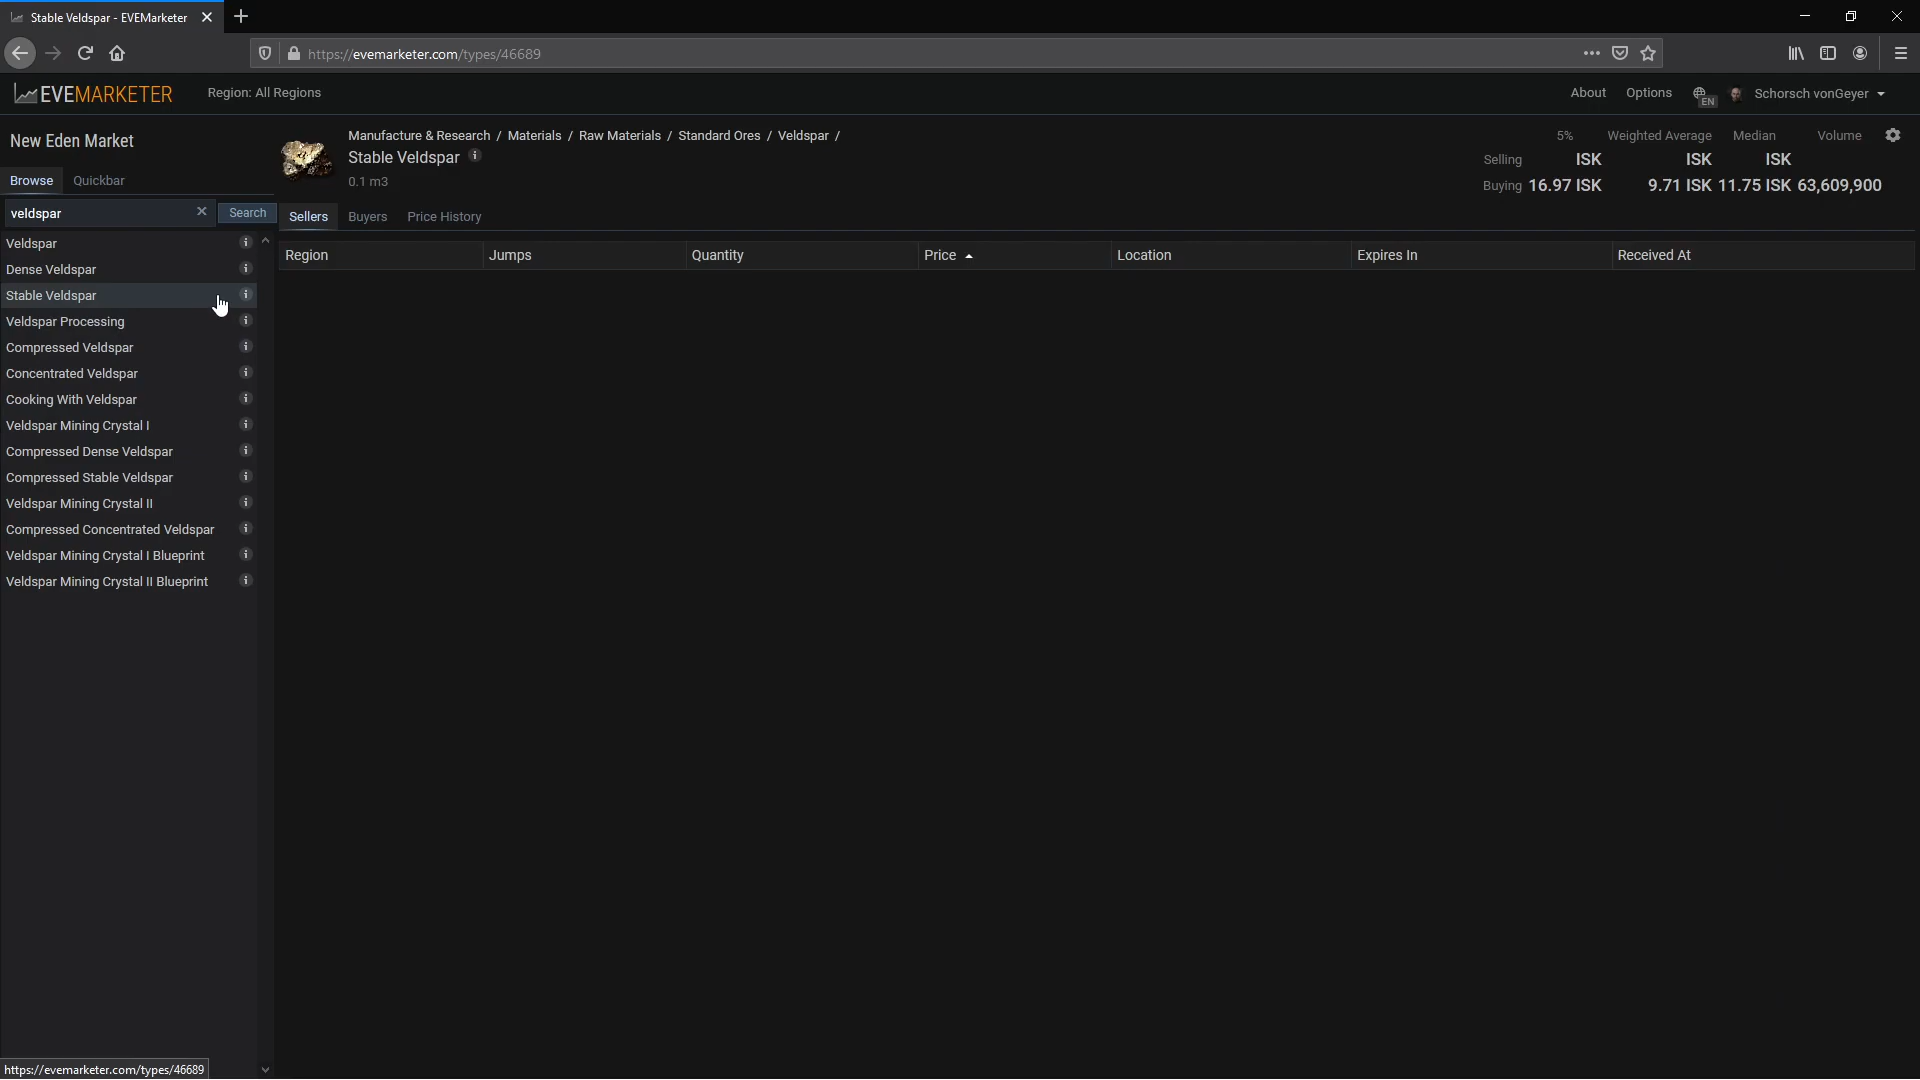 Stable Veldspar - EVEMarketer
https://evemarketer.com/types/46689
EVEMARKETER
Region: All Regions
About
Options
EN
Schorsch vonGeyer
New Eden Market
Manufacture & Research / Materials / Raw Materials / Standard Ores / Veldspar /
Stable Veldspar
0.1 m3
5% Weighted Average Median Volume
Selling ISK ISK ISK
Buying 16.97 ISK 9.71 ISK 11.75 ISK 63,609,900
Browse Quickbar
veldspar
Search
Sellers Buyers Price History
Region Jumps Quantity Price Location Expires In Received At
Veldspar
Dense Veldspar
Stable Veldspar
Veldspar Processing
Compressed Veldspar
Concentrated Veldspar
Cooking With Veldspar
Veldspar Mining Crystal I
Compressed Dense Veldspar
Compressed Stable Veldspar
Veldspar Mining Crystal II
Compressed Concentrated Veldspar
Veldspar Mining Crystal I Blueprint
Veldspar Mining Crystal II Blueprint
https://evemarketer.com/types/46689